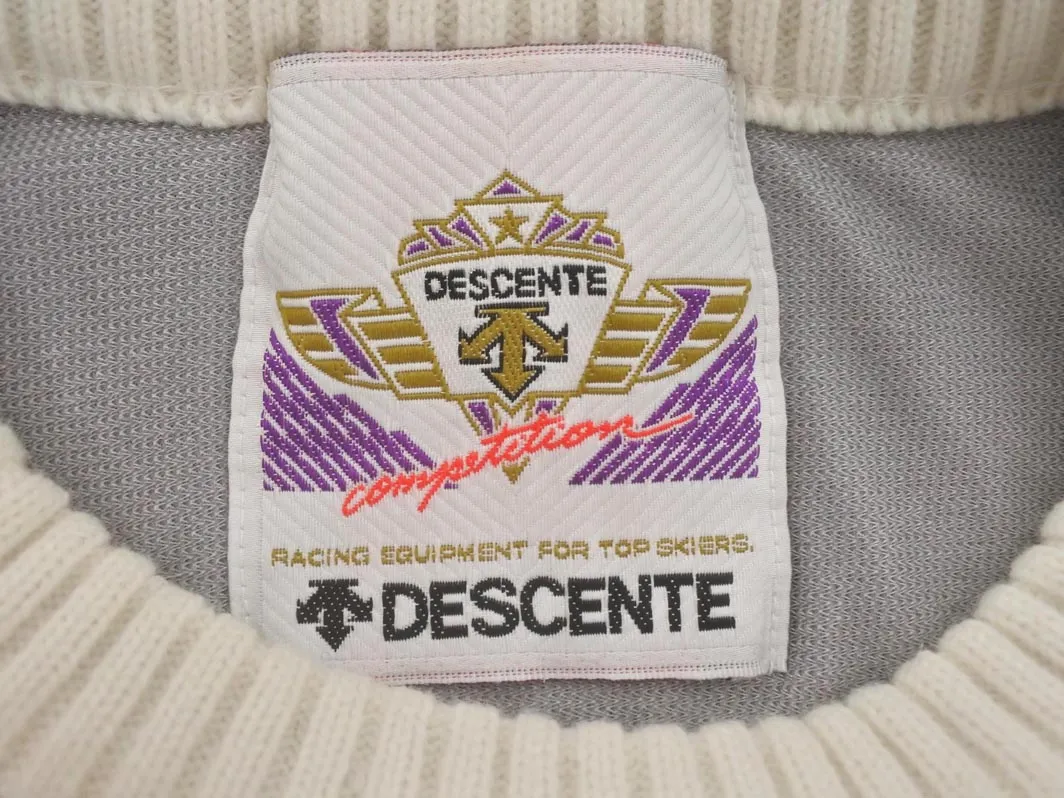 DESCENTE
competition
RACING EQUIPMENT FOR TOP SKIERS.
DESCENTE